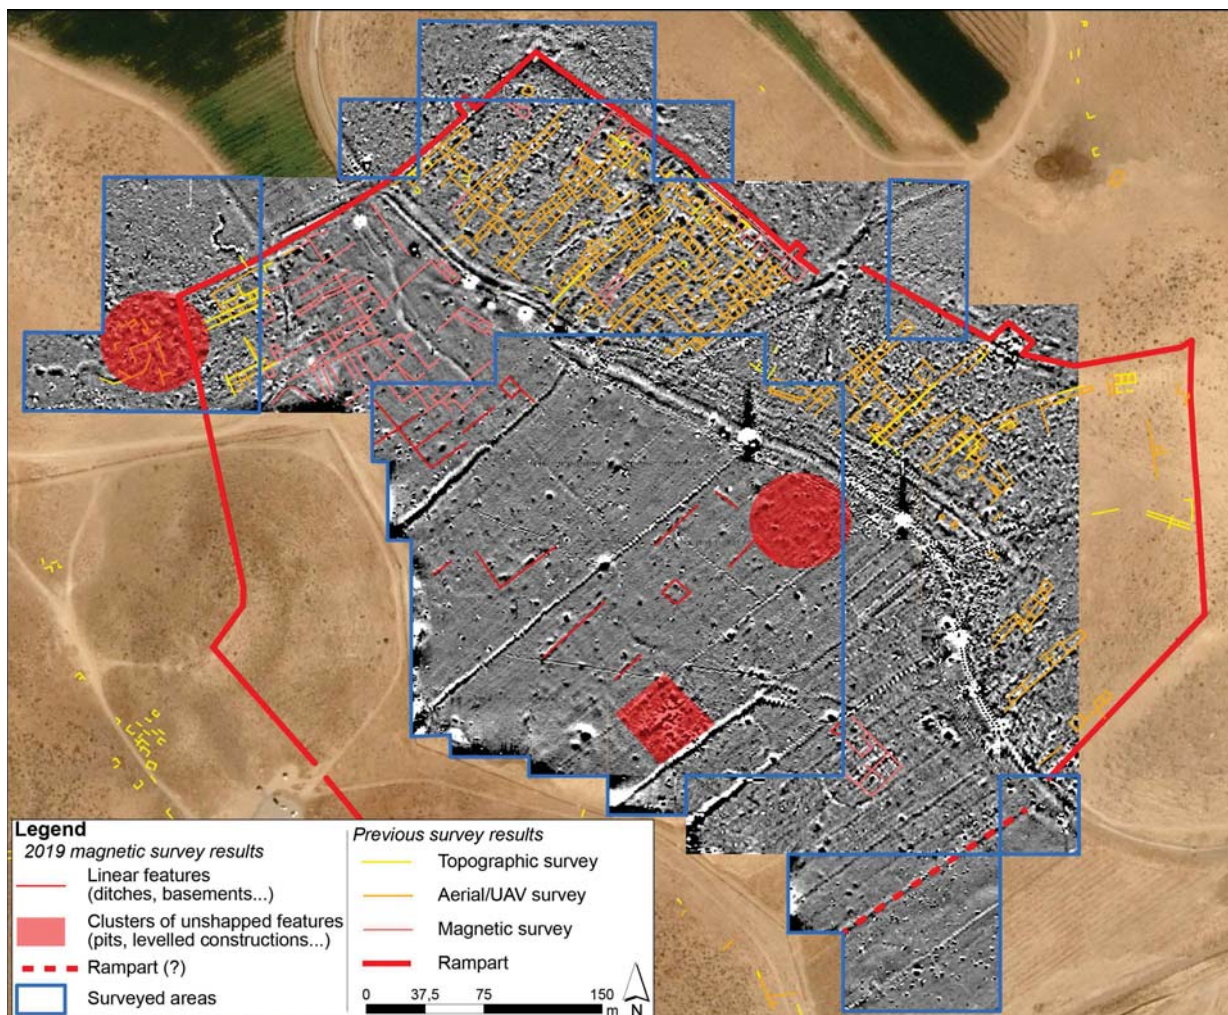 Legend
2019 magnetic survey results
Linear features
(ditches, basements...)
Clusters of unshapped features
(pits, levelled constructions...)
Rampart (?)
Surveyed areas
Previous survey results
Topographic survey
Aerial/UAV survey
Magnetic survey
Rampart
0 37,5 75 150
m
N